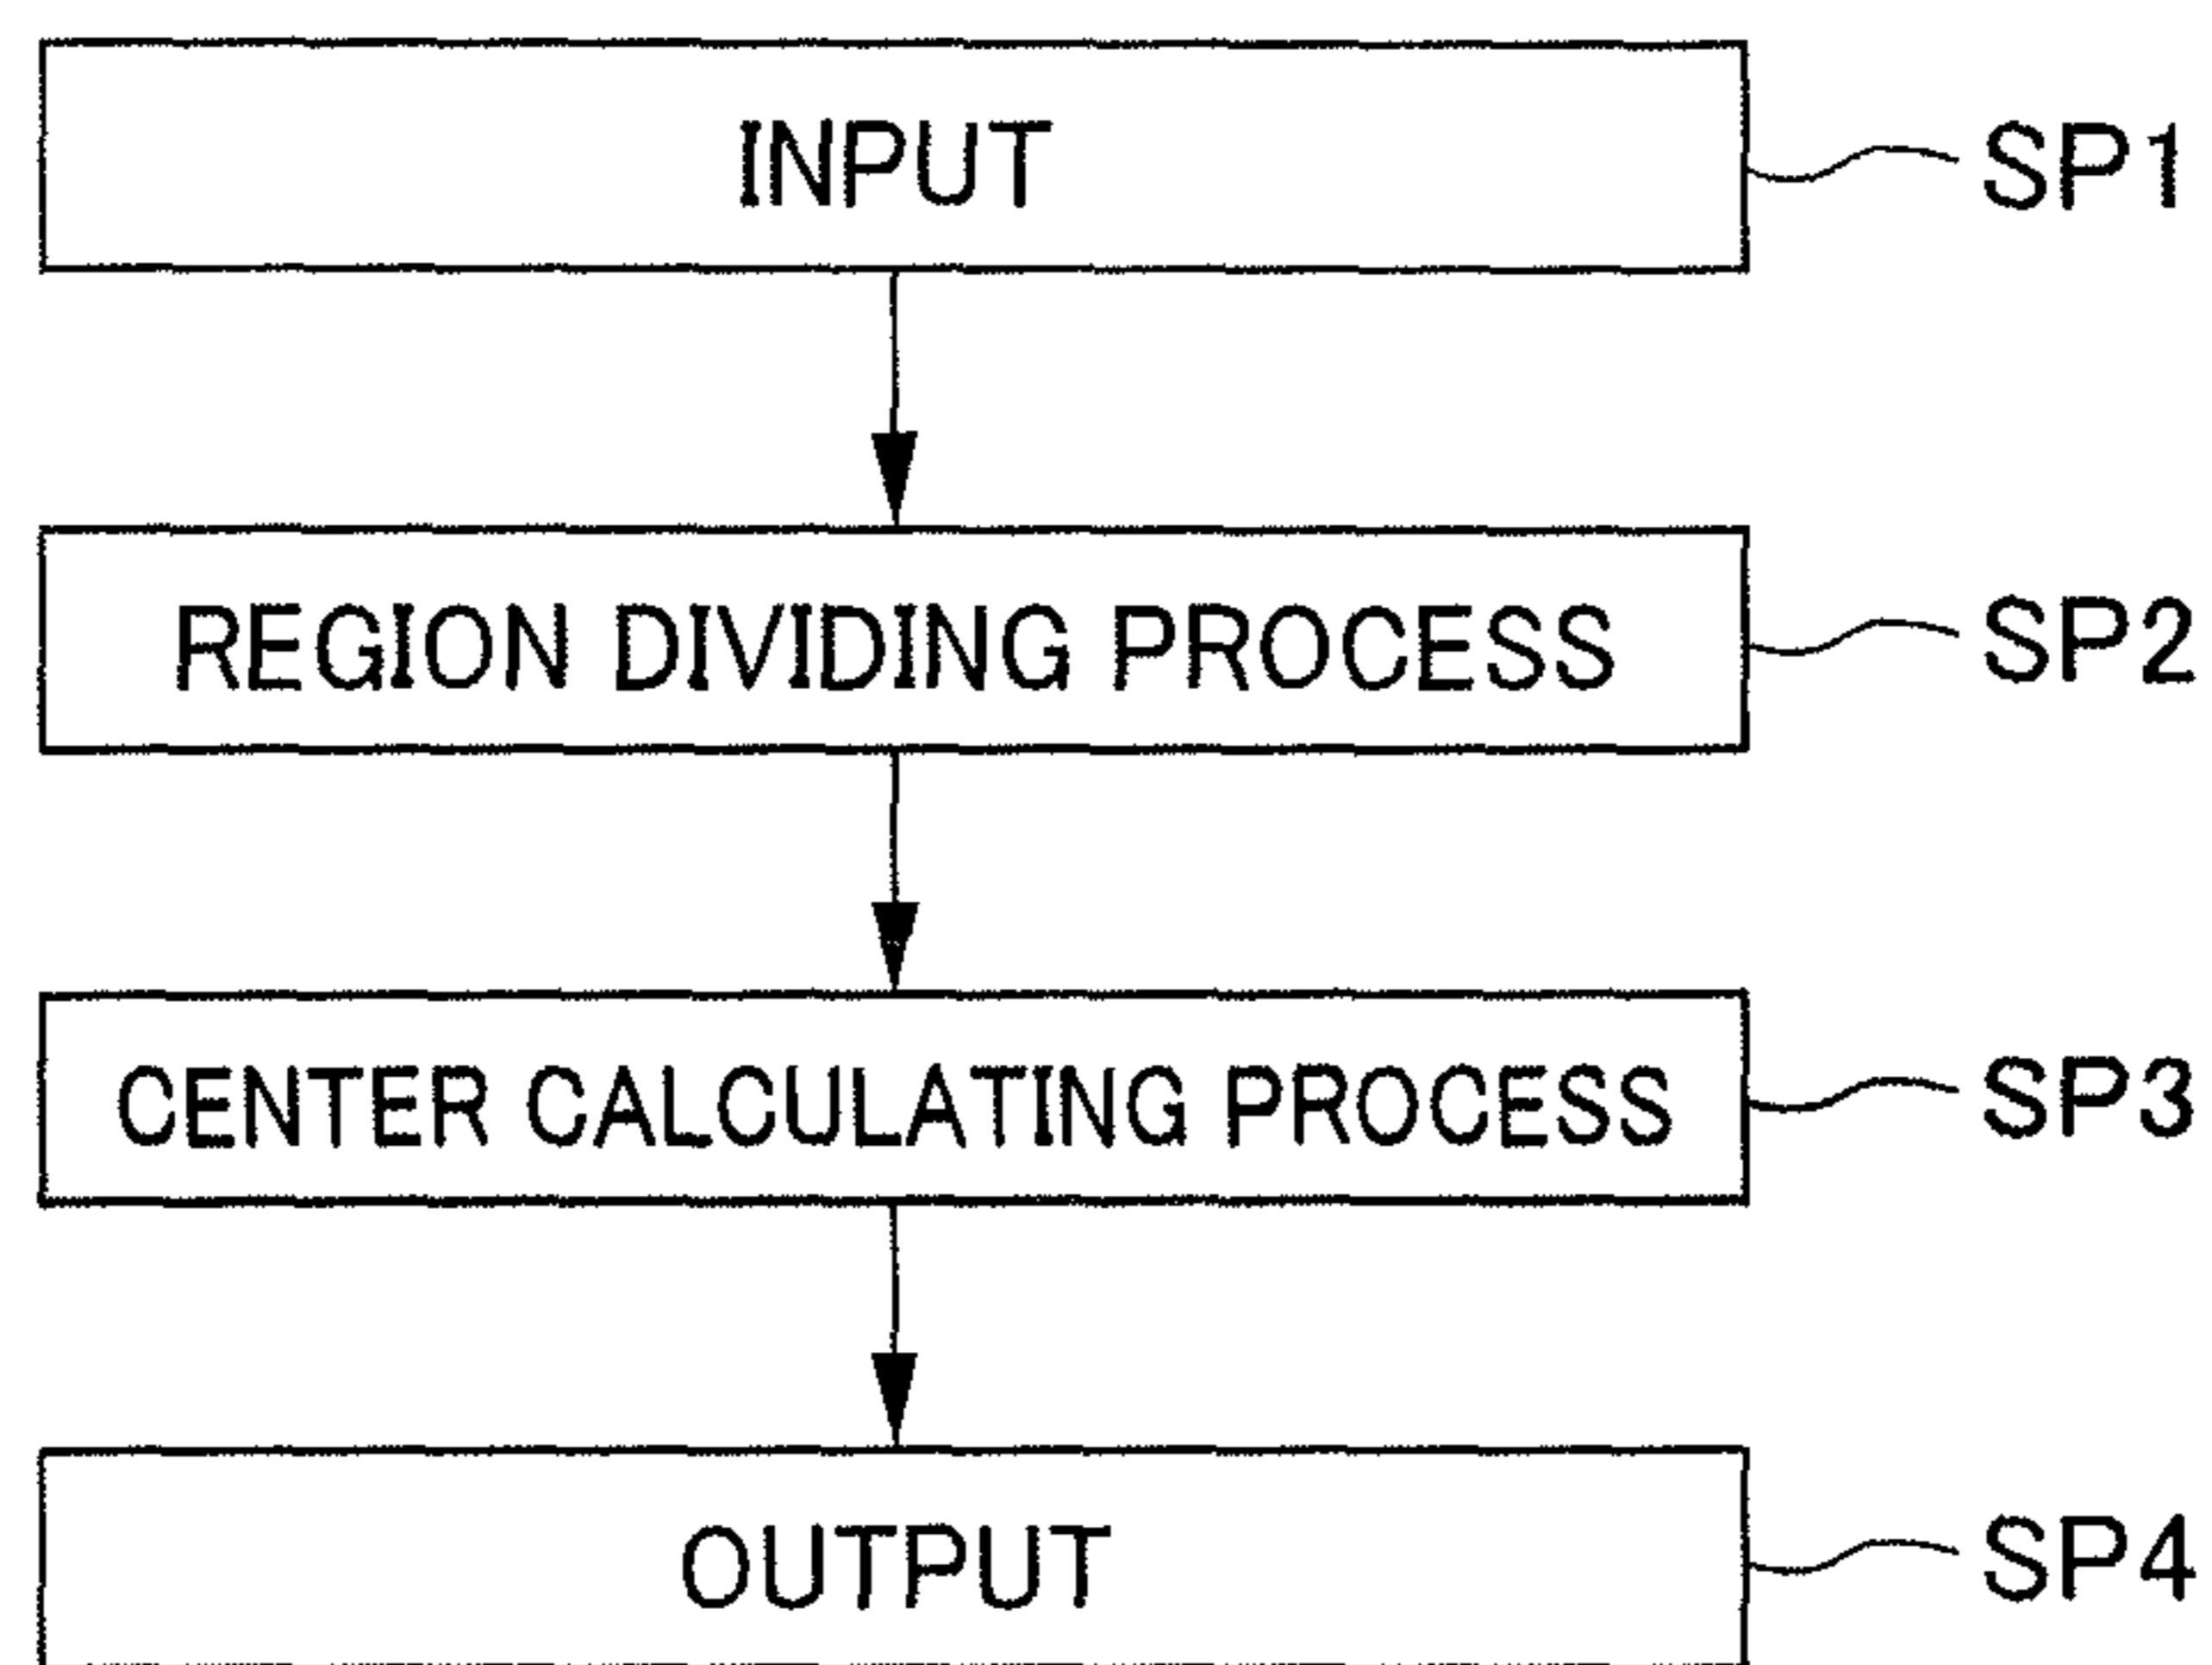 INPUT SP1
REGION DIVIDING PROCESS SP2
CENTER CALCULATING PROCESS SP3
OUTPUT SP4